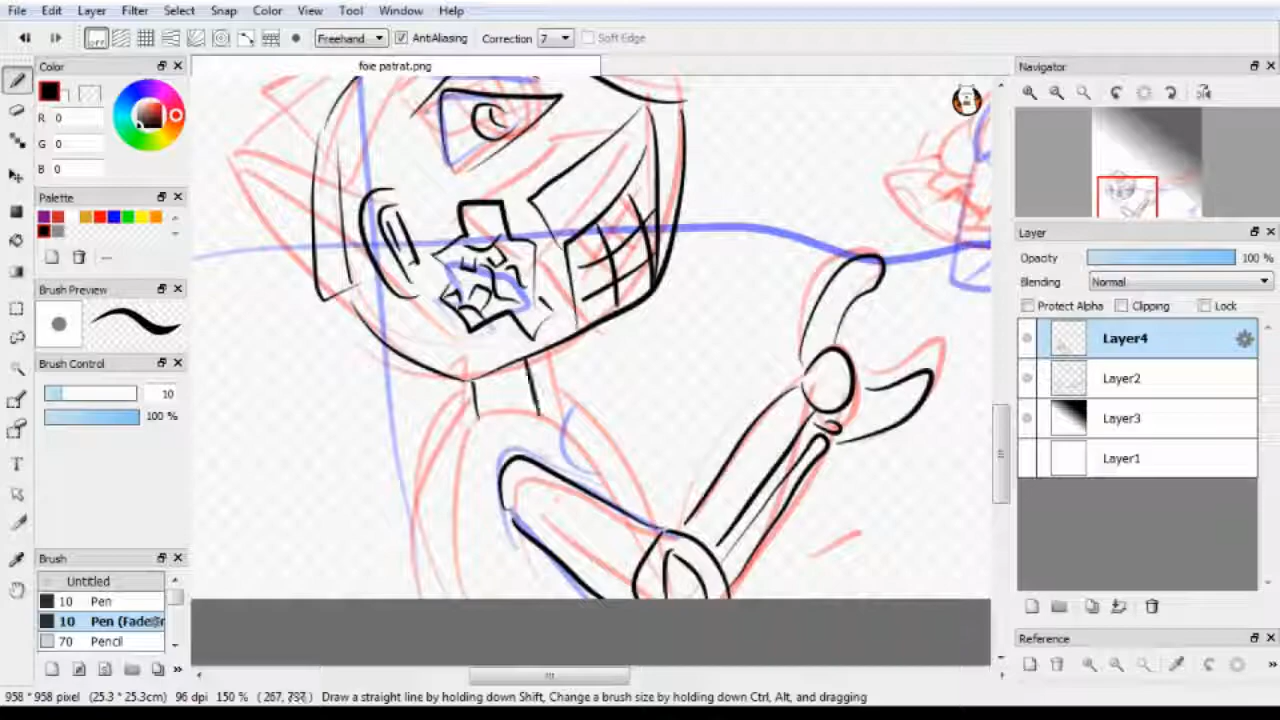 File Edit Layer Filter Select Snap Color View Tool Window Help
OFF Freehand AntiAliasing Correction 7 Soft Edge
Color
foie patrat.png
Navigator
R 0
G 0
B 0
Palette
Layer
Opacity 100 %
Blending Normal
Brush Preview
Protect Alpha Clipping Lock
Layer4
Brush Control
Layer2
10
100 %
Layer3
Layer1
Brush
Untitled
10 Pen
10 Pen (Fade
70 Pencil
Reference
958 * 958 pixel (25.3 * 25.3cm) 96 dpi 150 % ( 267, ) Draw a straight line by holding down Shift, Change a brush size by holding down Ctrl, Alt, and dragging